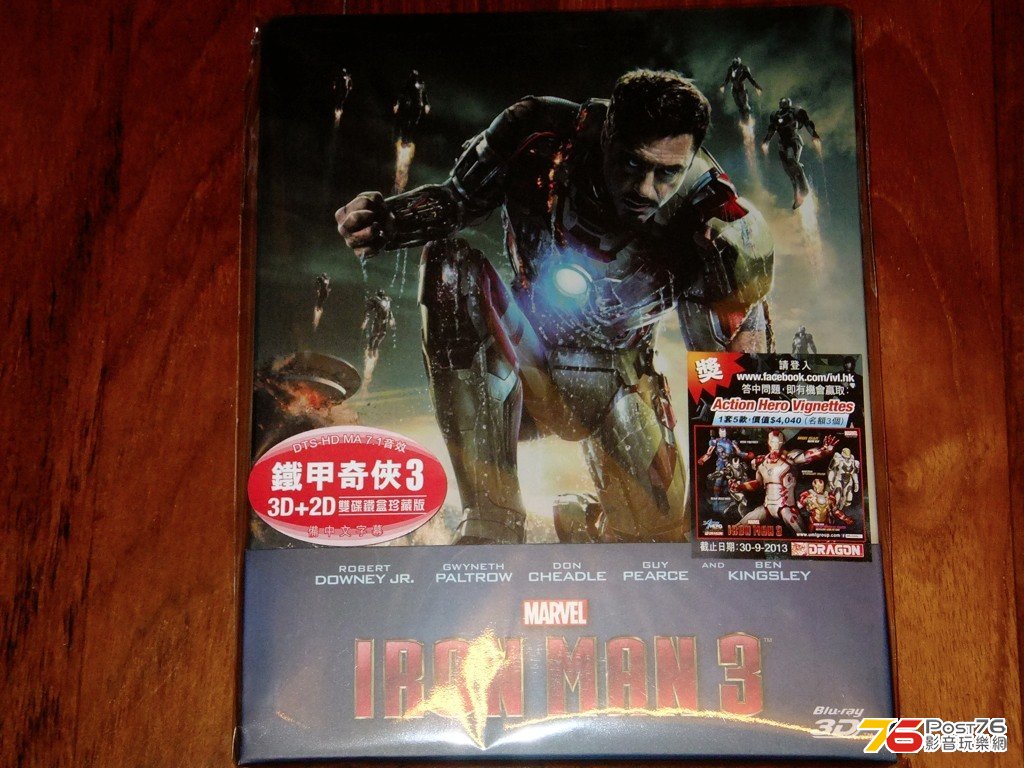 獎
請登入
www.facebook.com/ivl.hk
答中問題，即有機會贏取：
Action Hero Vignettes
1套5款，價值$4,040 (名額3個)
IRON MAN 3
www.umlgroup.com
截止日期：30-9-2013
DRAGON
DTS-HD MA 7.1音效
鐵甲奇俠3
3D+2D 雙碟鐵盒珍藏版
備中文字幕
ROBERT DOWNEY JR.
GWYNETH PALTROW
DON CHEADLE
GUY PEARCE
AND
BEN KINGSLEY
MARVEL
IRON MAN 3
Blu-ray
3D
76 Post76
影音玩樂網